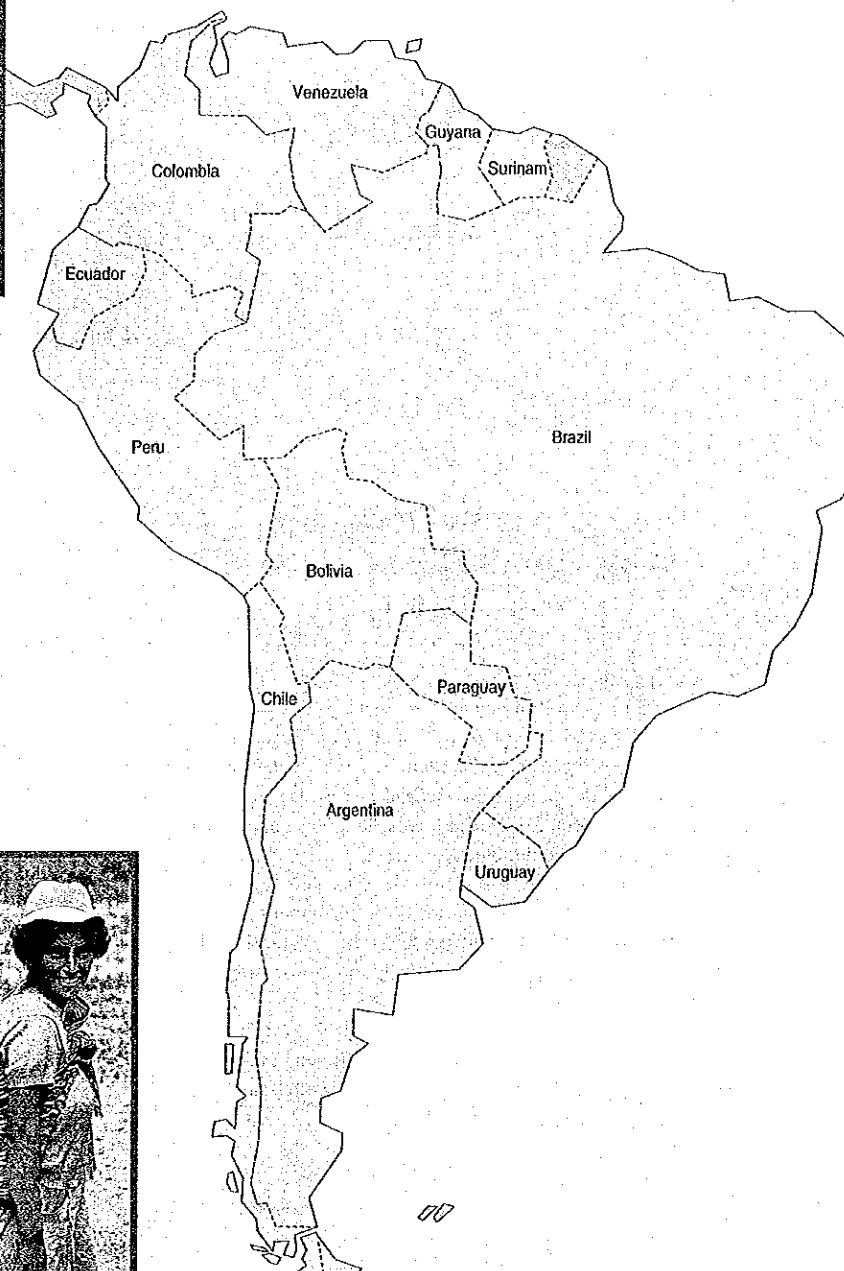 Venezuela
Guyana
Surinam
Colombia
Ecuador
Peru
Brazil
Bolivia
Paraguay
Chile
Argentina
Uruguay